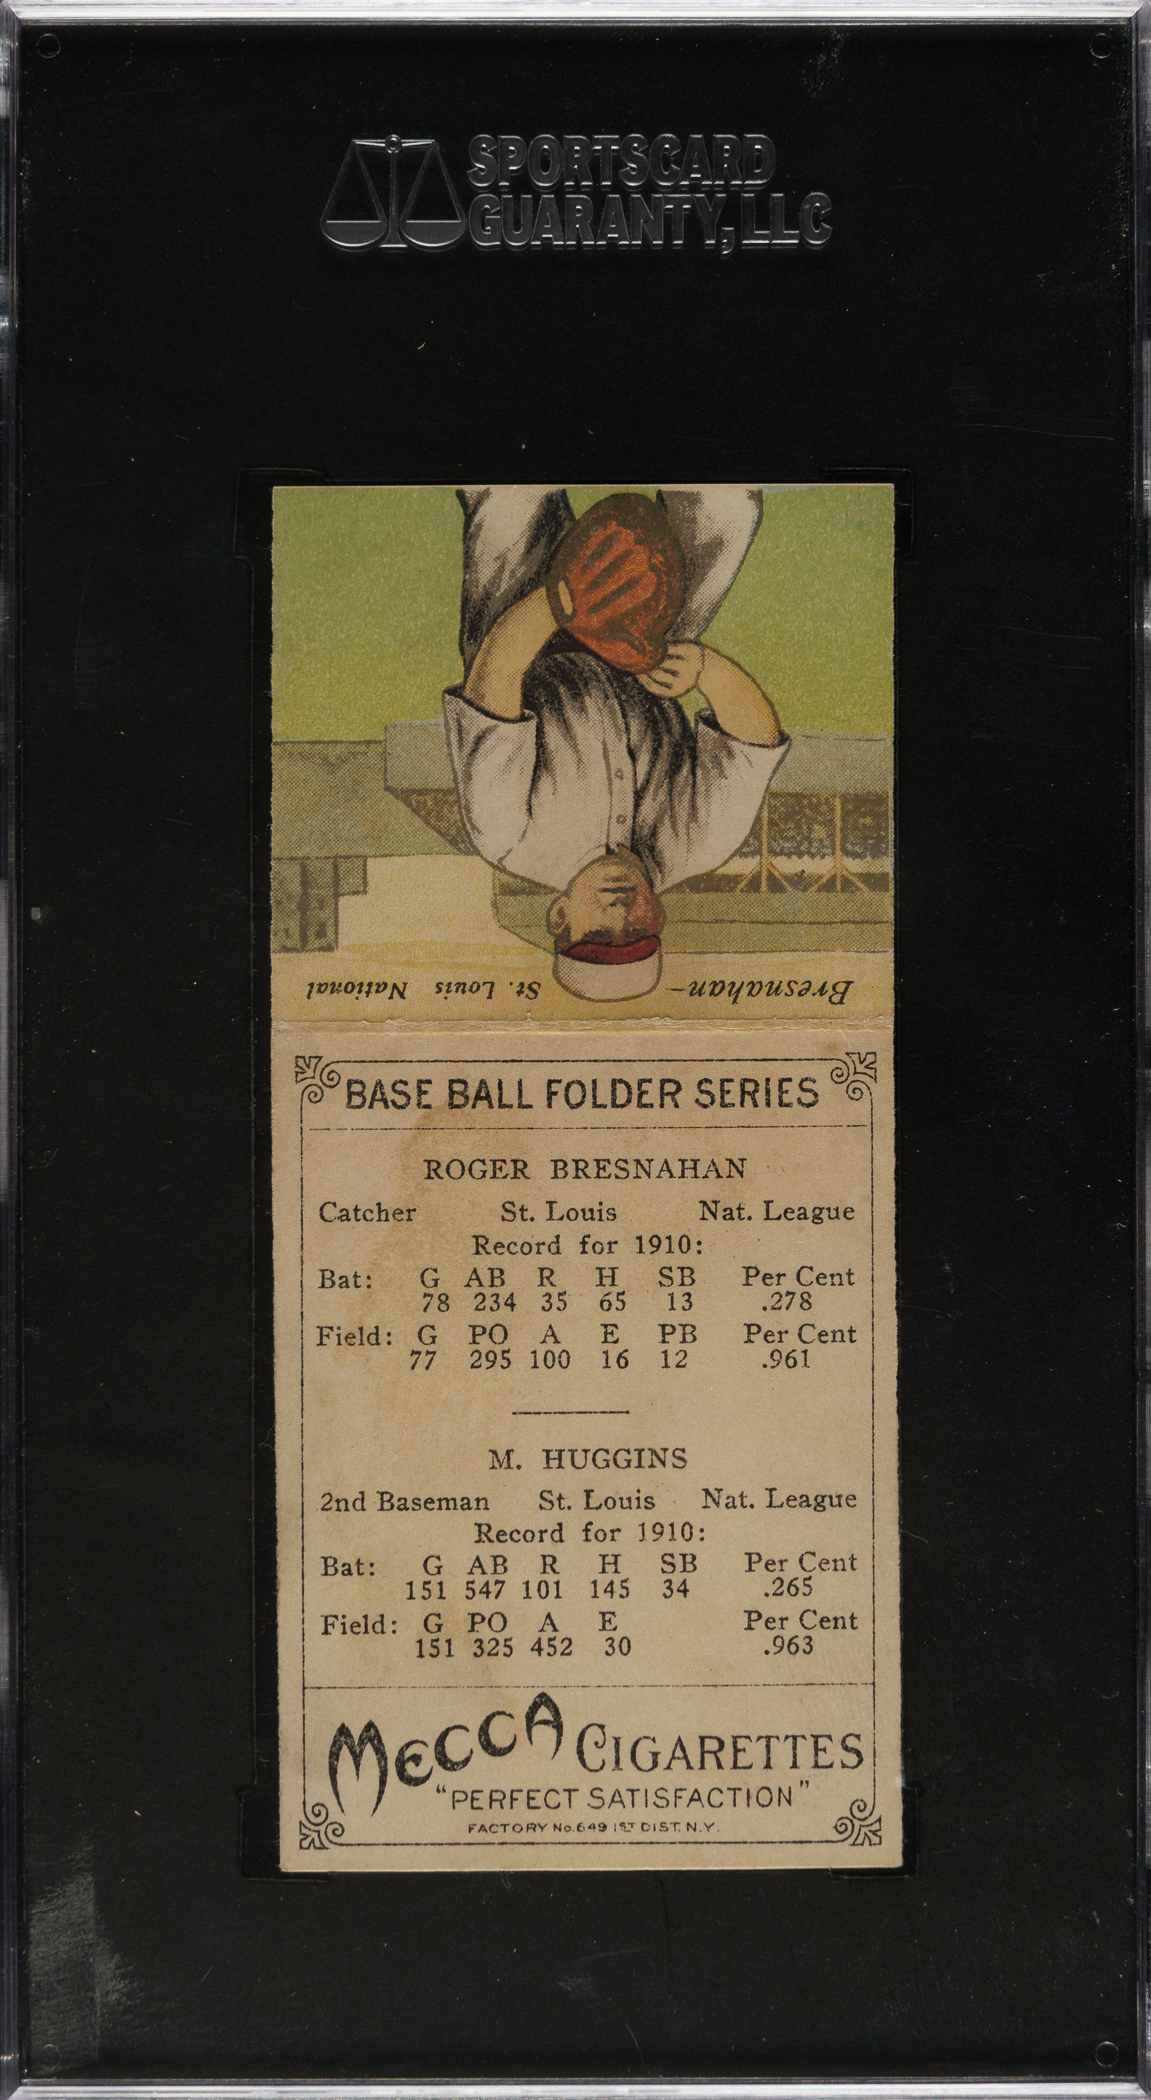 SPORTSCARD
GUARANTY, LLC
Bresnahan— St. Louis National
BASE BALL FOLDER SERIES
ROGER BRESNAHAN
Catcher St. Louis Nat. League
Record for 1910:
Bat: G AB R H SB Per Cent
78 234 35 65 13 .278
Field: G PO A E PB Per Cent
77 295 100 16 12 .961
M. HUGGINS
2nd Baseman St. Louis Nat. League
Record for 1910:
Bat: G AB R H SB Per Cent
151 547 101 145 34 .265
Field: G PO A E Per Cent
151 325 452 30 .963
MECCA CIGARETTES
"PERFECT SATISFACTION"
FACTORY No. 649 1ST DIST. N.Y.